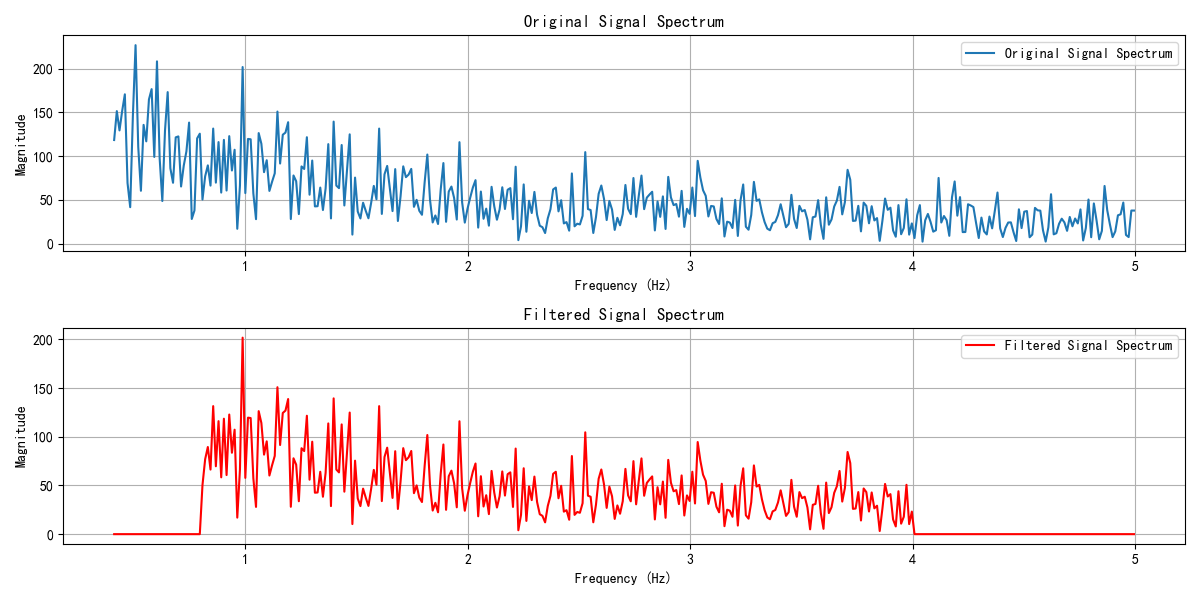 Original Signal Spectrum
Original Signal Spectrum
200
150
100
50
0
Magnitude
1 2 3 4 5
Frequency (Hz)
Filtered Signal Spectrum
Filtered Signal Spectrum
200
150
100
50
0
Magnitude
1 2 3 4 5
Frequency (Hz)